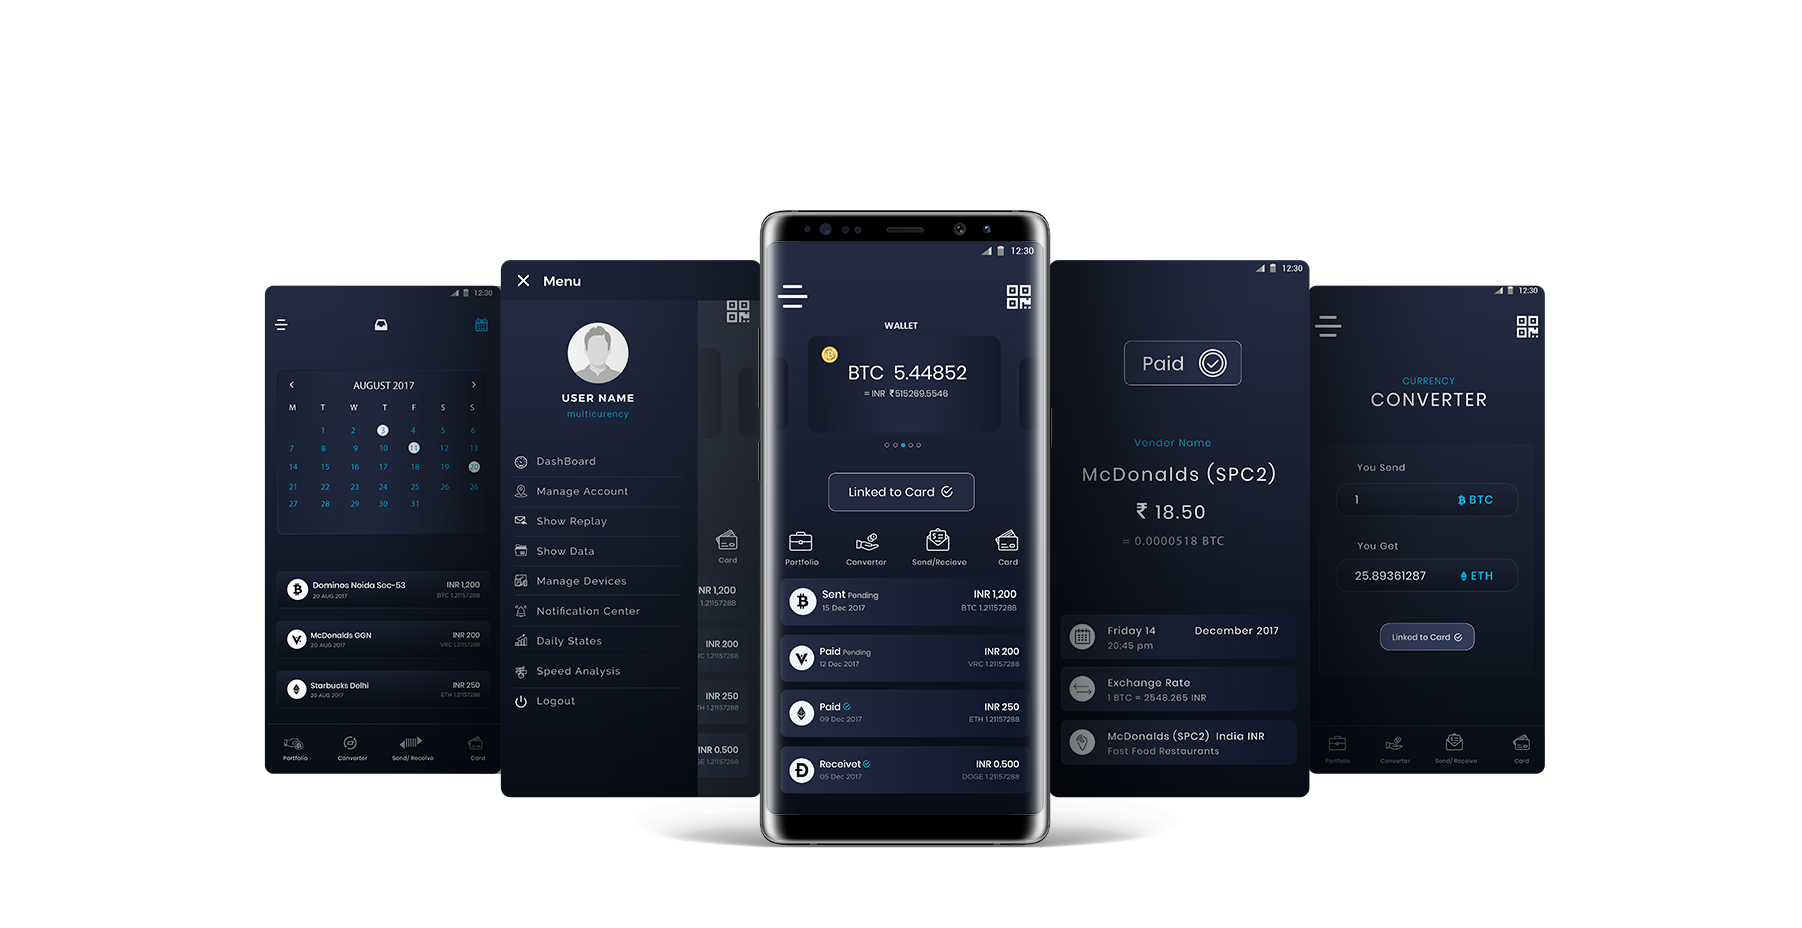 12:30
AUGUST 2017
M T W T F S S
1 2 3 4 5 6
7 8 9 10 11 12 13
14 15 16 17 18 19 20
21 22 23 24 25 26 26
27 28 29 30 31
Dominos Noida Sec-53 INR 1,200
20 AUG 2017 BTC 1.21157288
McDonalds GGN INR 200
20 AUG 2017 VRC 1.21157288
Starbucks Delhi INR 250
20 AUG 2017 ETH 1.21157288
Portfolio Converter Send/ Receive Card
Menu
USER NAME
multicurency
DashBoard
Manage Account
Show Replay
Show Data
Manage Devices
Notification Center
Daily States
Speed Analysis
Logout
Card
NR 1,200
1.21157288
INR 200
RC 1.21157288
INR 250
TH 1.21157288
INR 0.500
GE 1.21157288
12:30
WALLET
BTC 5.44852
= INR ₹515269.5546
Linked to Card
Portfolio Converter Send/Recieve Card
Sent Pending INR 1,200
15 Dec 2017 BTC 1.21157288
Paid Pending INR 200
12 Dec 2017 VRC 1.21157288
Paid INR 250
09 Dec 2017 ETH 1.21157288
Receivet INR 0.500
05 Dec 2017 DOGE 1.21157288
12:30
Paid
Vender Name
McDonalds (SPC2)
₹ 18.50
= 0.0000518 BTC
Friday 14 December 2017
20:45 pm
Exchange Rate
1 BTC = 2548.265 INR
McDonalds (SPC2) India INR
Fast Food Restaurants
12:30
CURRENCY
CONVERTER
You Send
1 BTC
You Get
25.89361287 ETH
Linked to Card
Portfolio Converter Send/ Receive Card